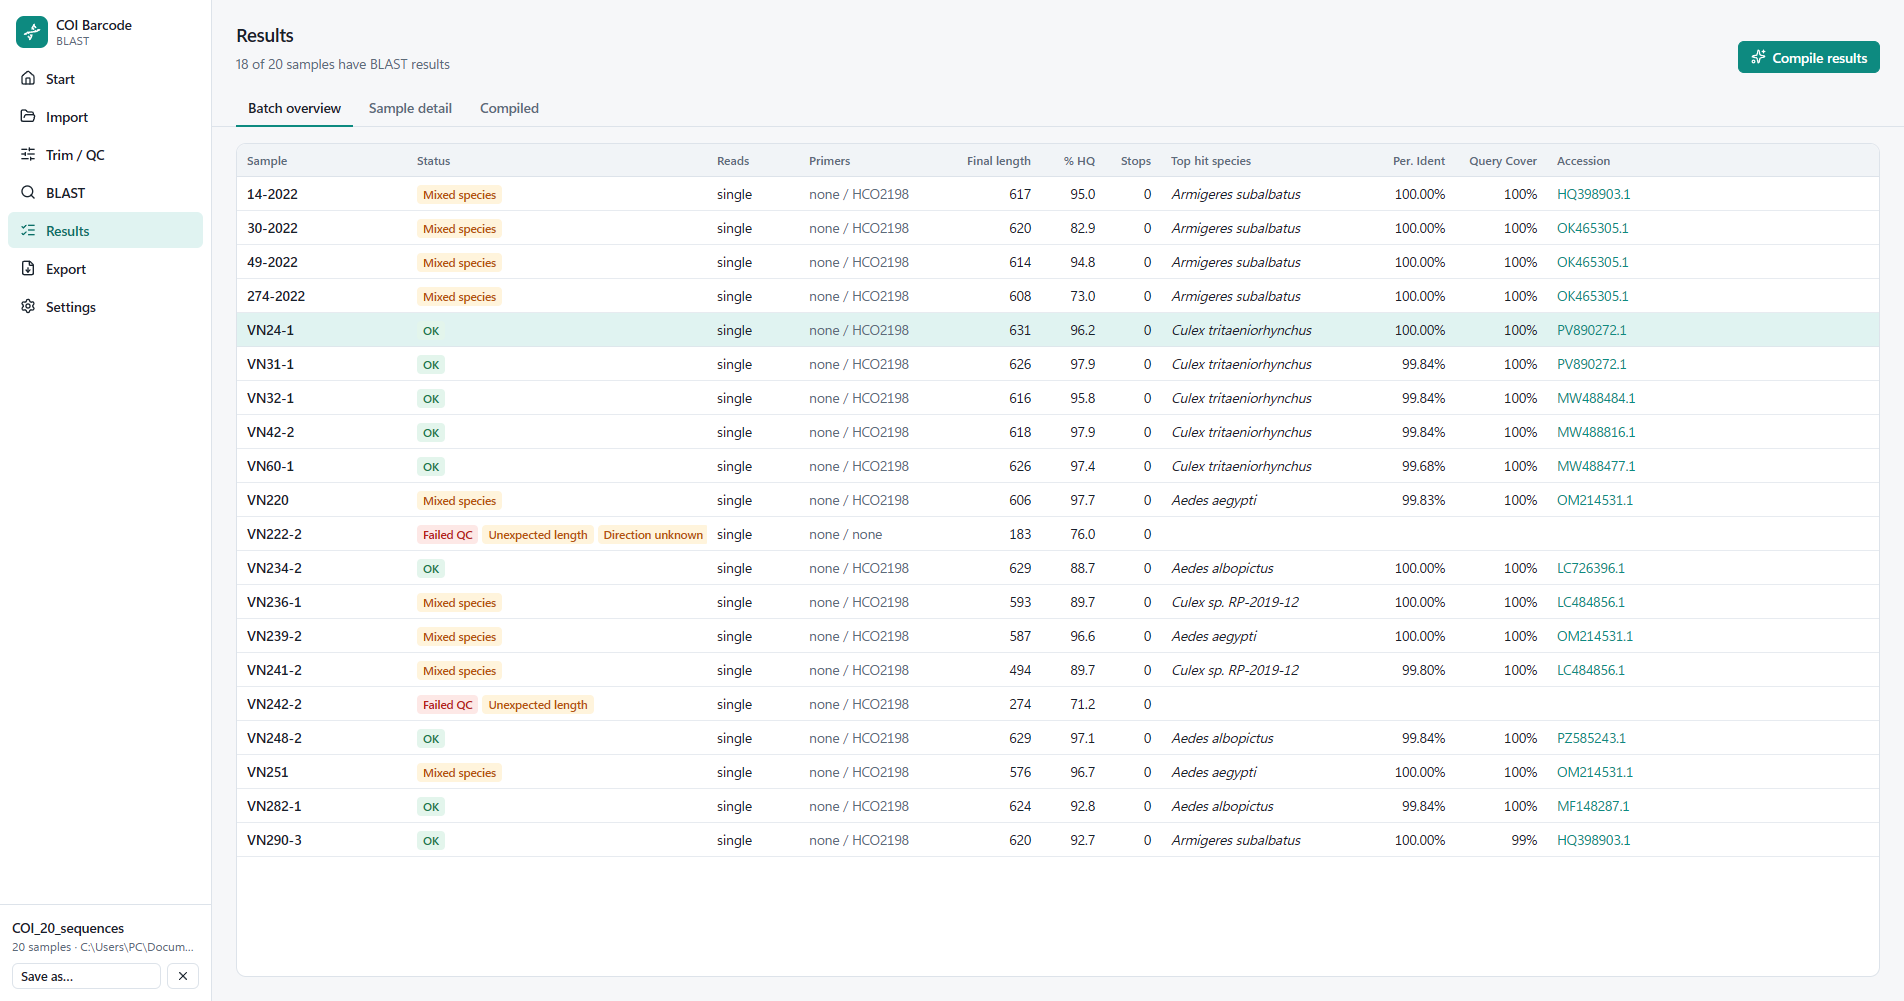 COI Barcode
BLAST
Start
Import
Trim / QC
BLAST
Results
Export
Settings
COI_20_sequences
20 samples · C:\Users\PC\Docum...
Save as...
Results
18 of 20 samples have BLAST results
Compile results
Batch overview Sample detail Compiled
Sample Status Reads Primers Final length % HQ Stops Top hit species Per. Ident Query Cover Accession
14-2022 Mixed species single none / HCO2198 617 95.0 0 Armigeres subalbatus 100.00% 100% HQ398903.1
30-2022 Mixed species single none / HCO2198 620 82.9 0 Armigeres subalbatus 100.00% 100% OK465305.1
49-2022 Mixed species single none / HCO2198 614 94.8 0 Armigeres subalbatus 100.00% 100% OK465305.1
274-2022 Mixed species single none / HCO2198 608 73.0 0 Armigeres subalbatus 100.00% 100% OK465305.1
VN24-1 OK single none / HCO2198 631 96.2 0 Culex tritaeniorhynchus 100.00% 100% PV890272.1
VN31-1 OK single none / HCO2198 626 97.9 0 Culex tritaeniorhynchus 99.84% 100% PV890272.1
VN32-1 OK single none / HCO2198 616 95.8 0 Culex tritaeniorhynchus 99.84% 100% MW488484.1
VN42-2 OK single none / HCO2198 618 97.9 0 Culex tritaeniorhynchus 99.84% 100% MW488816.1
VN60-1 OK single none / HCO2198 626 97.4 0 Culex tritaeniorhynchus 99.68% 100% MW488477.1
VN220 Mixed species single none / HCO2198 606 97.7 0 Aedes aegypti 99.83% 100% OM214531.1
VN222-2 Failed QC Unexpected length Direction unknown single none / none 183 76.0 0
VN234-2 OK single none / HCO2198 629 88.7 0 Aedes albopictus 100.00% 100% LC726396.1
VN236-1 Mixed species single none / HCO2198 593 89.7 0 Culex sp. RP-2019-12 100.00% 100% LC484856.1
VN239-2 Mixed species single none / HCO2198 587 96.6 0 Aedes aegypti 100.00% 100% OM214531.1
VN241-2 Mixed species single none / HCO2198 494 89.7 0 Culex sp. RP-2019-12 99.80% 100% LC484856.1
VN242-2 Failed QC Unexpected length single none / HCO2198 274 71.2 0
VN248-2 OK single none / HCO2198 629 97.1 0 Aedes albopictus 99.84% 100% PZ585243.1
VN251 Mixed species single none / HCO2198 576 96.7 0 Aedes aegypti 100.00% 100% OM214531.1
VN282-1 OK single none / HCO2198 624 92.8 0 Aedes albopictus 99.84% 100% MF148287.1
VN290-3 OK single none / HCO2198 620 92.7 0 Armigeres subalbatus 100.00% 99% HQ398903.1